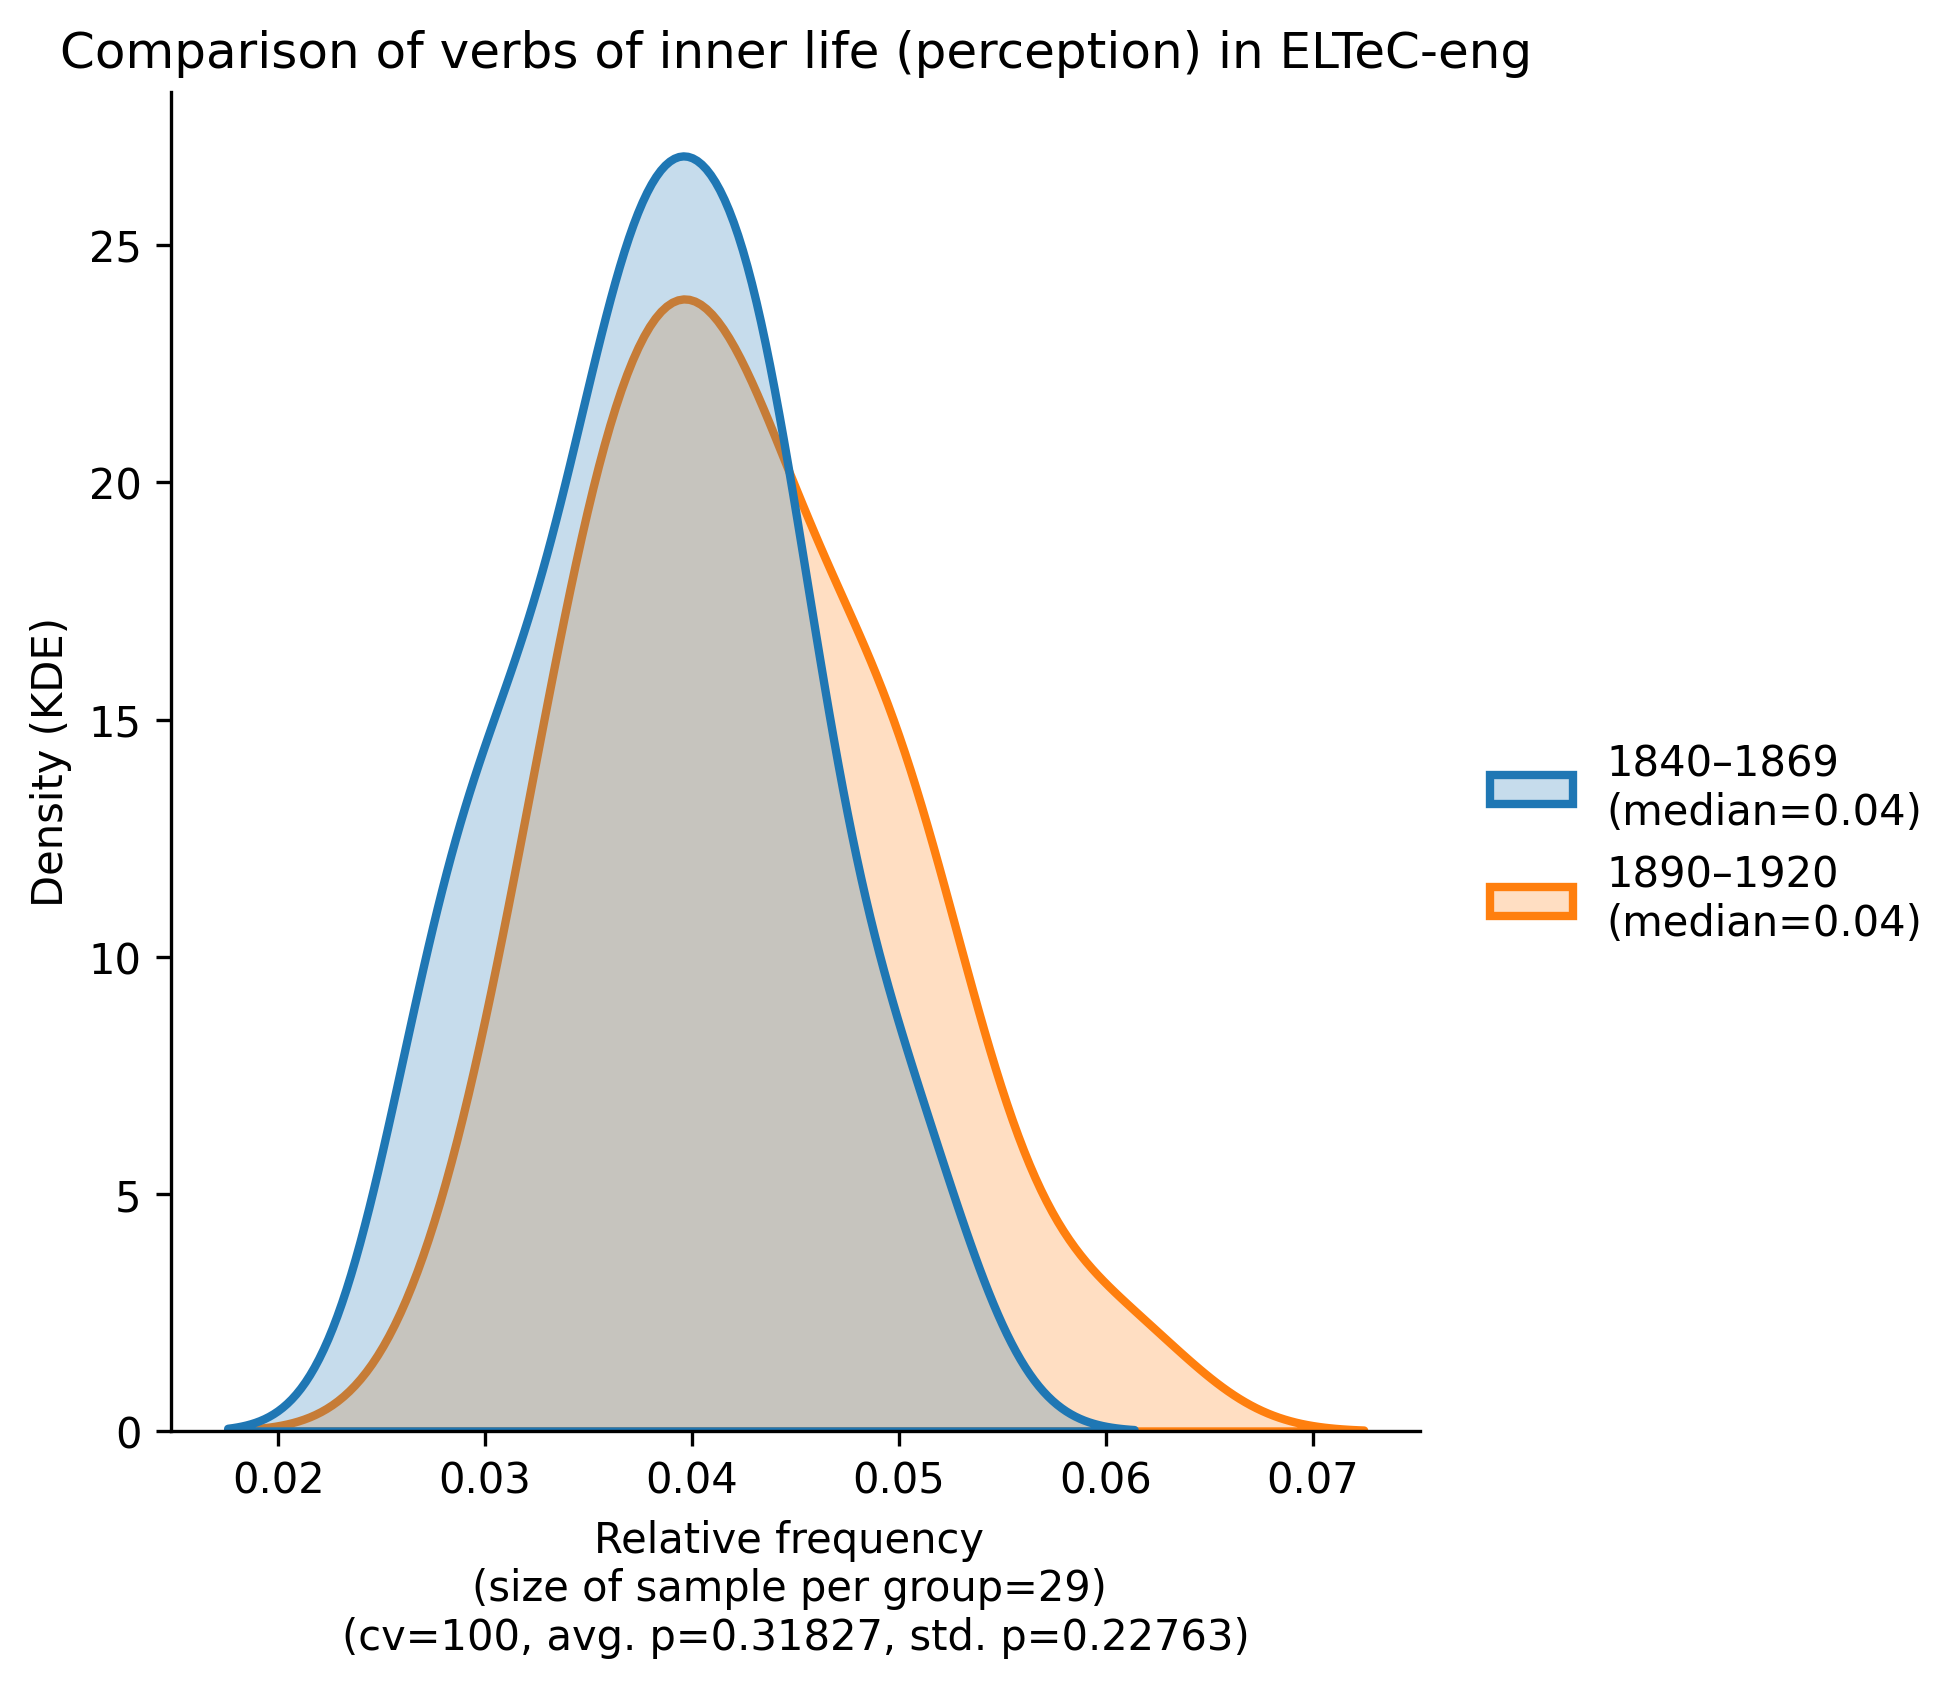 Comparison of verbs of inner life (perception) in ELTeC-eng
Density (KDE)
25
20
15
10
5
0
0.02 0.03 0.04 0.05 0.06 0.07
Relative frequency
(size of sample per group=29)
(cv=100, avg. p=0.31827, std. p=0.22763)
1840–1869
(median=0.04)
1890–1920
(median=0.04)